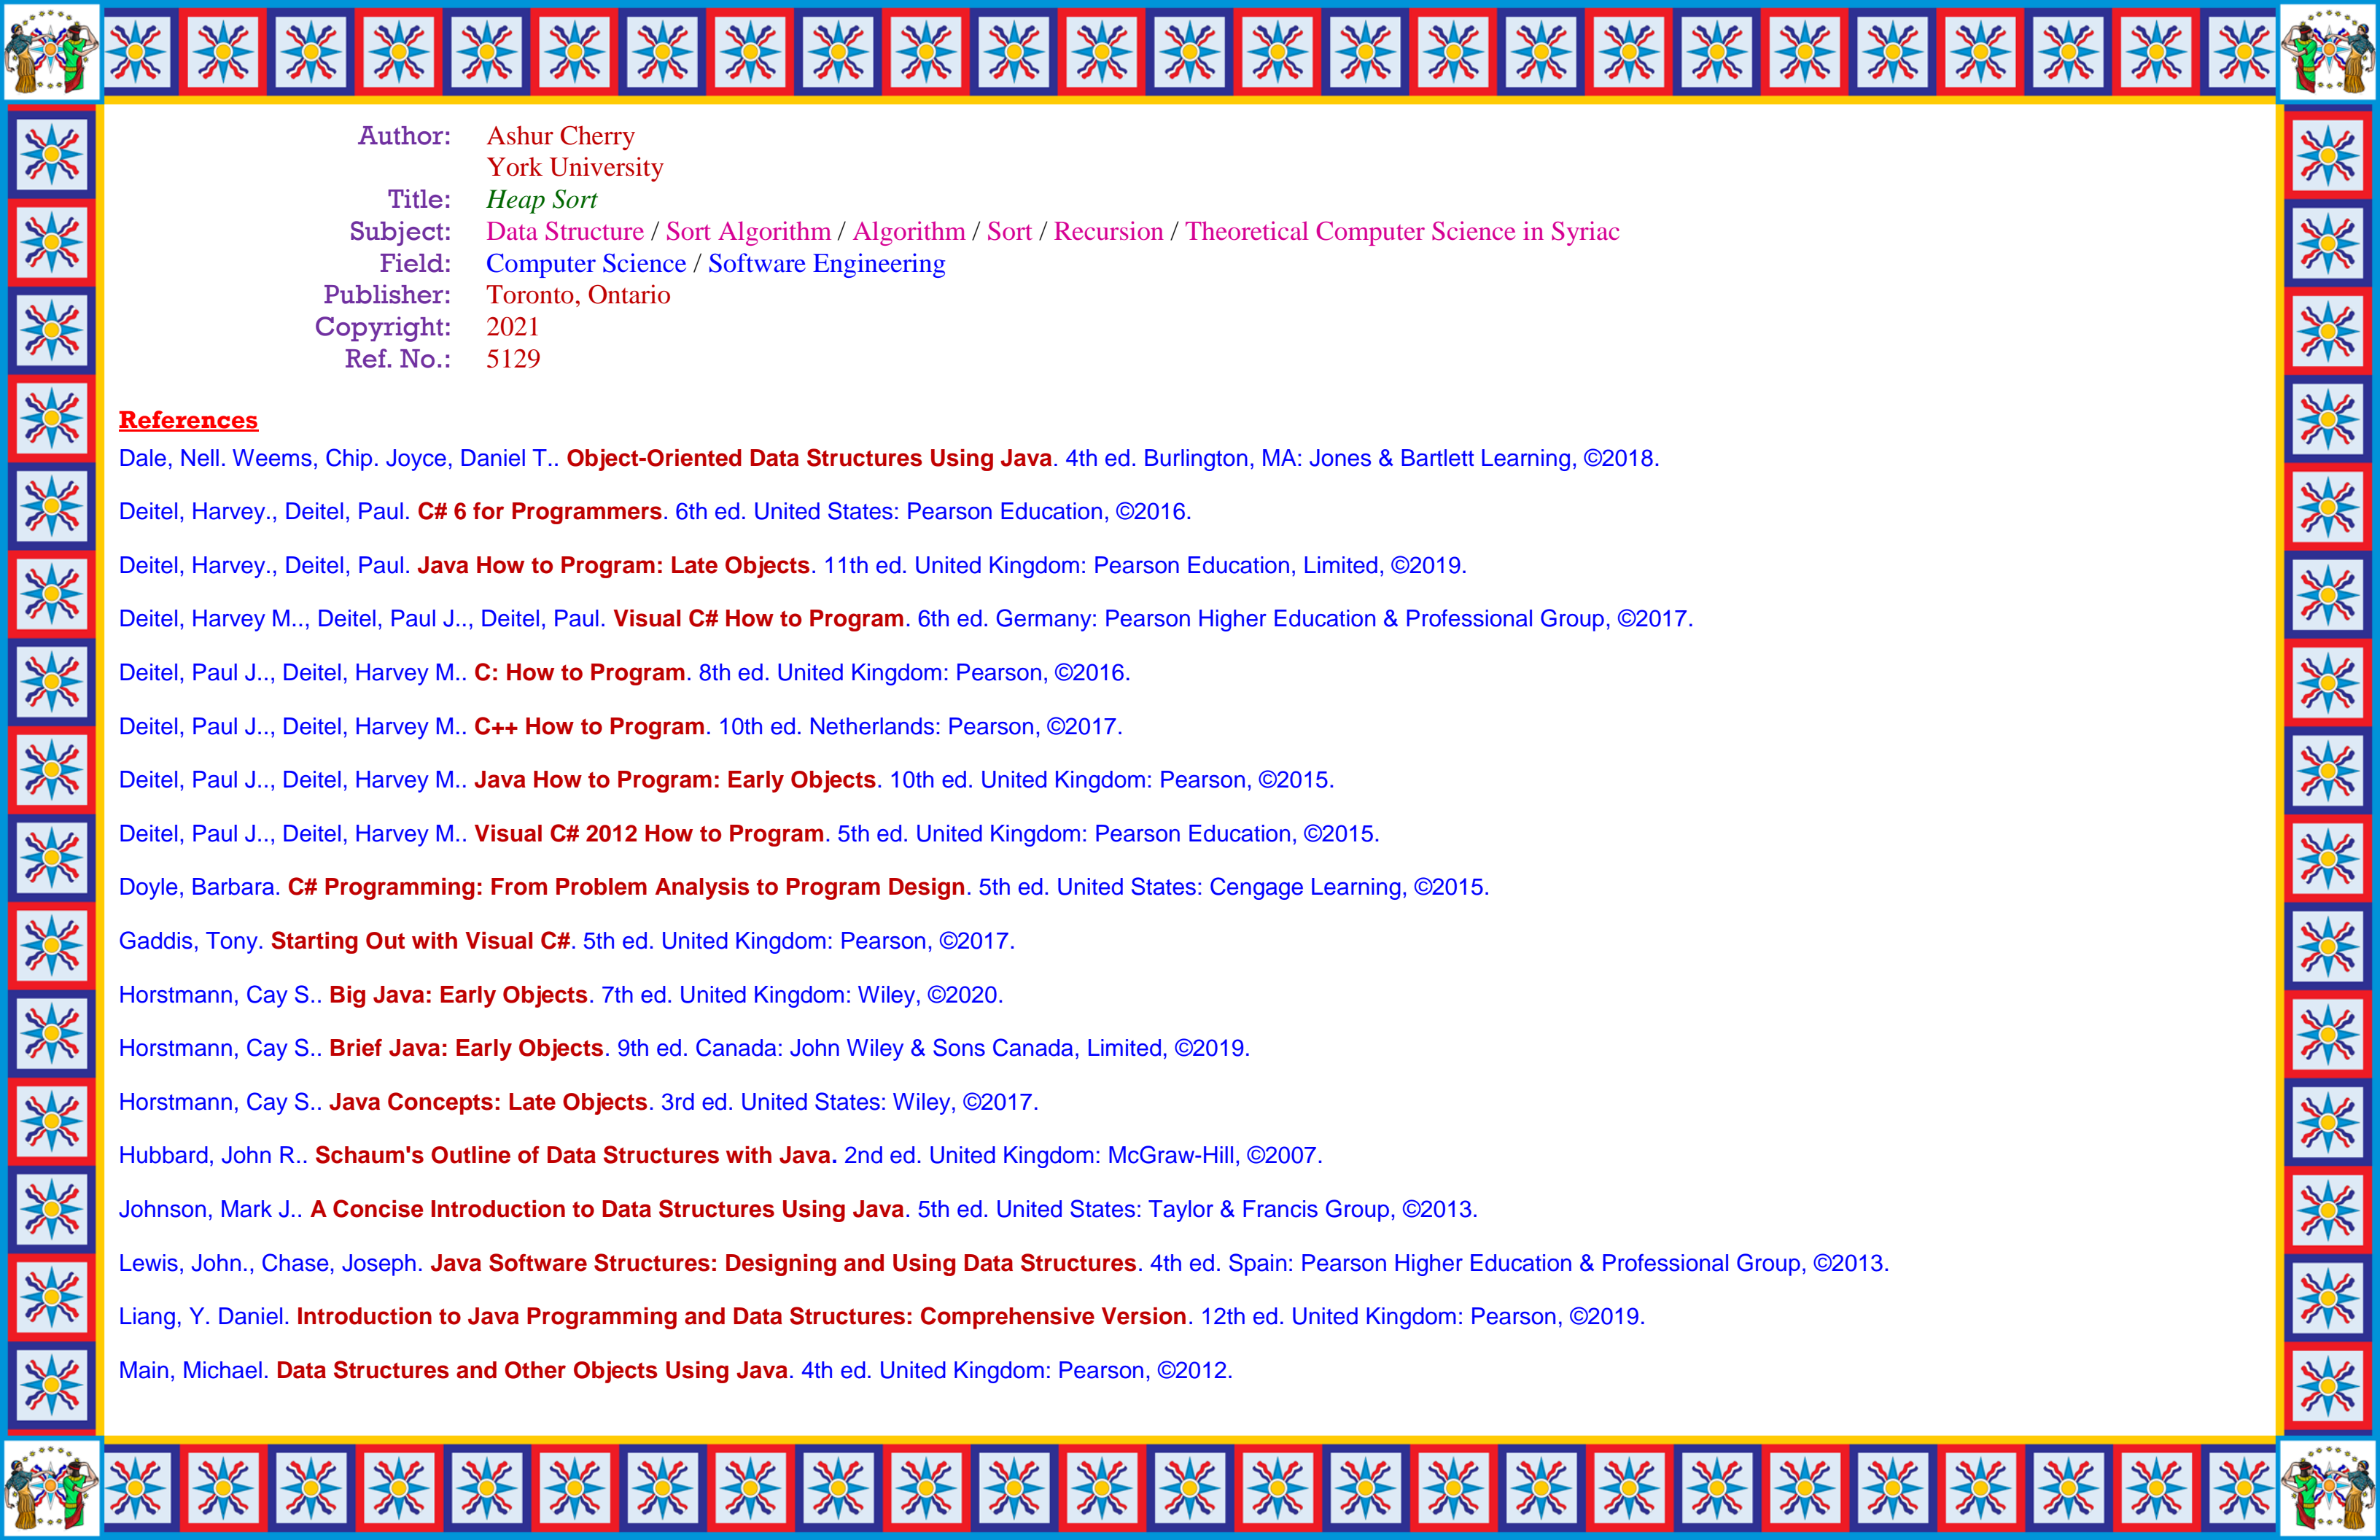 Author: Ashur Cherry
York University
Title: Heap Sort
Subject: Data Structure / Sort Algorithm / Algorithm / Sort / Recursion / Theoretical Computer Science in Syriac
Field: Computer Science / Software Engineering
Publisher: Toronto, Ontario
Copyright: 2021
Ref. No.: 5129
References
Dale, Nell. Weems, Chip. Joyce, Daniel T.. Object-Oriented Data Structures Using Java. 4th ed. Burlington, MA: Jones & Bartlett Learning, ©2018.
Deitel, Harvey., Deitel, Paul. C# 6 for Programmers. 6th ed. United States: Pearson Education, ©2016.
Deitel, Harvey., Deitel, Paul. Java How to Program: Late Objects. 11th ed. United Kingdom: Pearson Education, Limited, ©2019.
Deitel, Harvey M.., Deitel, Paul J.., Deitel, Paul. Visual C# How to Program. 6th ed. Germany: Pearson Higher Education & Professional Group, ©2017.
Deitel, Paul J.., Deitel, Harvey M.. C: How to Program. 8th ed. United Kingdom: Pearson, ©2016.
Deitel, Paul J.., Deitel, Harvey M.. C++ How to Program. 10th ed. Netherlands: Pearson, ©2017.
Deitel, Paul J.., Deitel, Harvey M.. Java How to Program: Early Objects. 10th ed. United Kingdom: Pearson, ©2015.
Deitel, Paul J.., Deitel, Harvey M.. Visual C# 2012 How to Program. 5th ed. United Kingdom: Pearson Education, ©2015.
Doyle, Barbara. C# Programming: From Problem Analysis to Program Design. 5th ed. United States: Cengage Learning, ©2015.
Gaddis, Tony. Starting Out with Visual C#. 5th ed. United Kingdom: Pearson, ©2017.
Horstmann, Cay S.. Big Java: Early Objects. 7th ed. United Kingdom: Wiley, ©2020.
Horstmann, Cay S.. Brief Java: Early Objects. 9th ed. Canada: John Wiley & Sons Canada, Limited, ©2019.
Horstmann, Cay S.. Java Concepts: Late Objects. 3rd ed. United States: Wiley, ©2017.
Hubbard, John R.. Schaum's Outline of Data Structures with Java. 2nd ed. United Kingdom: McGraw-Hill, ©2007.
Johnson, Mark J.. A Concise Introduction to Data Structures Using Java. 5th ed. United States: Taylor & Francis Group, ©2013.
Lewis, John., Chase, Joseph. Java Software Structures: Designing and Using Data Structures. 4th ed. Spain: Pearson Higher Education & Professional Group, ©2013.
Liang, Y. Daniel. Introduction to Java Programming and Data Structures: Comprehensive Version. 12th ed. United Kingdom: Pearson, ©2019.
Main, Michael. Data Structures and Other Objects Using Java. 4th ed. United Kingdom: Pearson, ©2012.